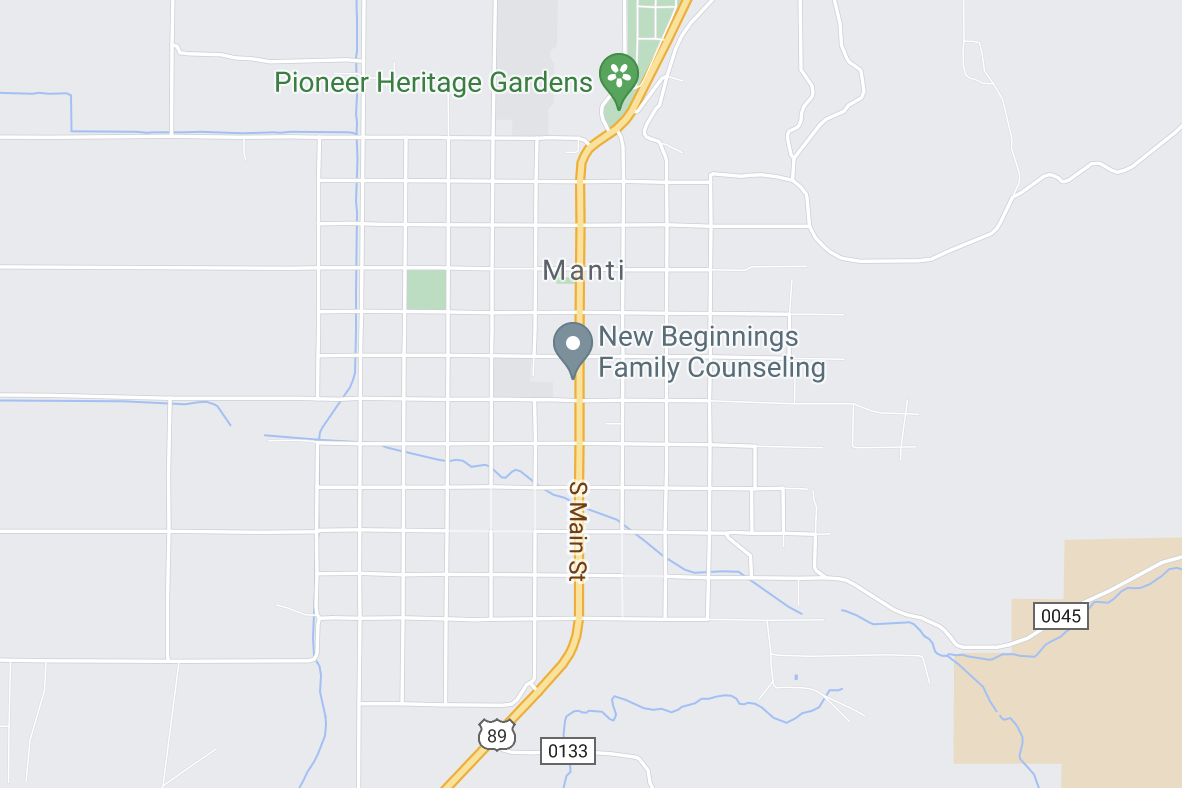 Pioneer Heritage Gardens
Manti
New Beginnings
Family Counseling
S Main St
0045
89
0133